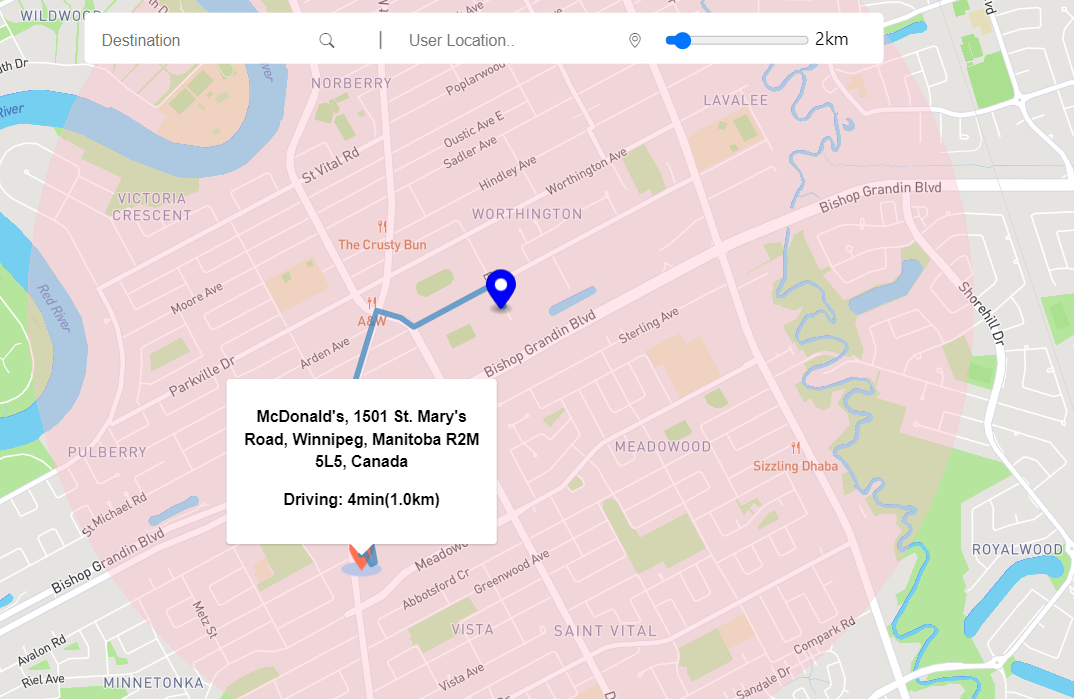 WILDWOOD
Destination
User Location..
2km
River
NORBERRY
Poplarwood
LAVALEE
River
Oustic Ave E
Sadler Ave
St Vital Rd
Hindley Ave
Worthington Ave
VICTORIA
CRESCENT
Bishop Grandin Blvd
WORTHINGTON
The Crusty Bun
Moore Ave
Red River
A&W
Shorehill Dr
Sterling Ave
Bishop Grandin Blvd
Arden Ave
Parkville Dr
McDonald's, 1501 St. Mary's
Road, Winnipeg, Manitoba R2M
5L5, Canada
Driving: 4min(1.0km)
PULBERRY
MEADOWOOD
Sizzling Dhaba
St Michael Rd
Bishop Grandin Blvd
Meadowo
ROYALWOOD
Greenwood Ave
Abbotsford Cr
Metz St
VISTA
SAINT VITAL
Compark Rd
Avalon Rd
Riel Ave
MINNETONKA
Vista Ave
Sandale Dr